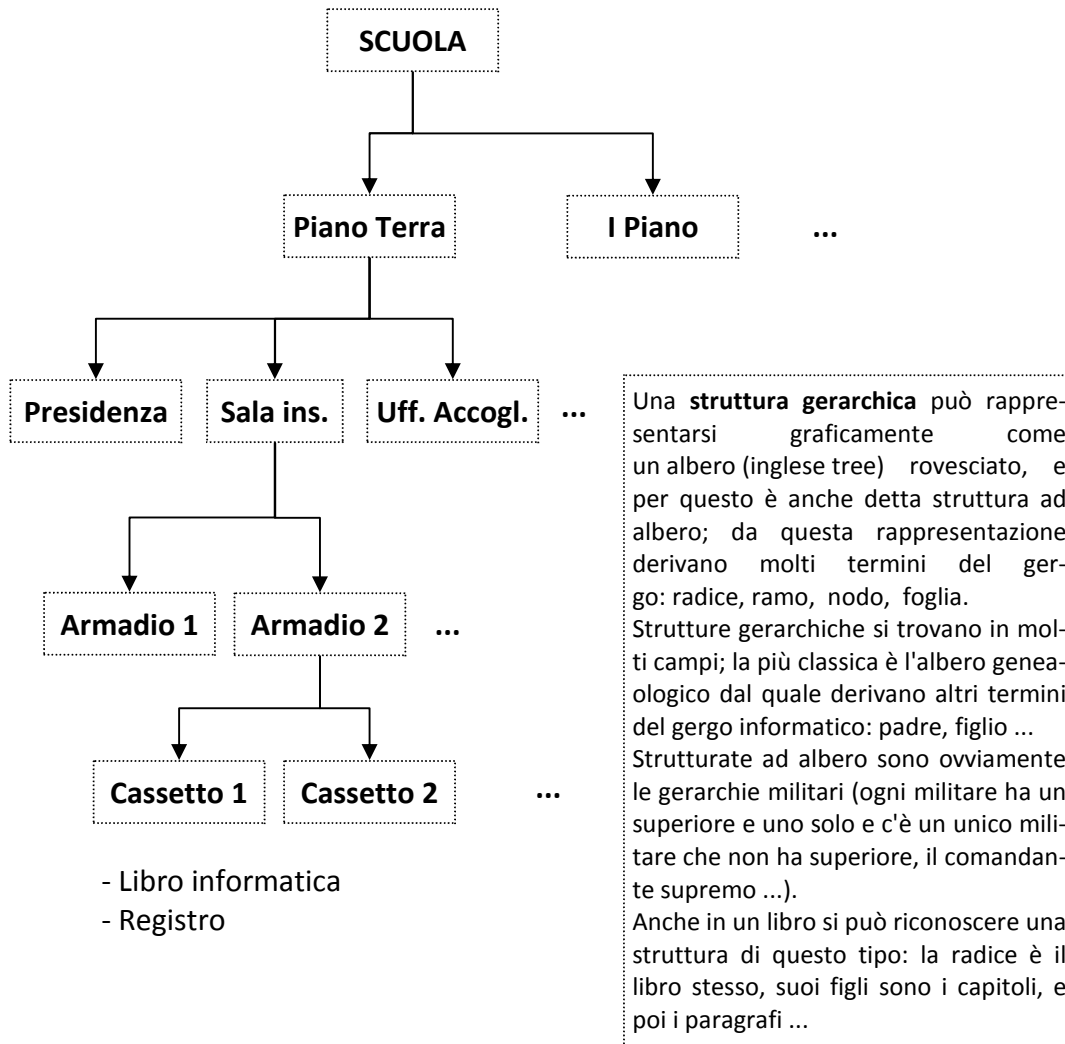 SCUOLA
Piano Terra
I Piano
...
Presidenza
Sala ins.
Uff. Accogl.
...
Armadio 1
Armadio 2
...
Cassetto 1
Cassetto 2
...
- Libro informatica
- Registro
Una struttura gerarchica può rappre-
sentarsi graficamente come
un albero (inglese tree) rovesciato, e
per questo è anche detta struttura ad
albero; da questa rappresentazione
derivano molti termini del ger-
go: radice, ramo, nodo, foglia.
Strutture gerarchiche si trovano in mol-
ti campi; la più classica è l'albero genea-
ologico dal quale derivano altri termini
del gergo informatico: padre, figlio ...
Strutturate ad albero sono ovviamente
le gerarchie militari (ogni militare ha un
superiore e uno solo e c'è un unico mili-
tare che non ha superiore, il comandan-
te supremo ...).
Anche in un libro si può riconoscere una
struttura di questo tipo: la radice è il
libro stesso, suoi figli sono i capitoli, e
poi i paragrafi ...